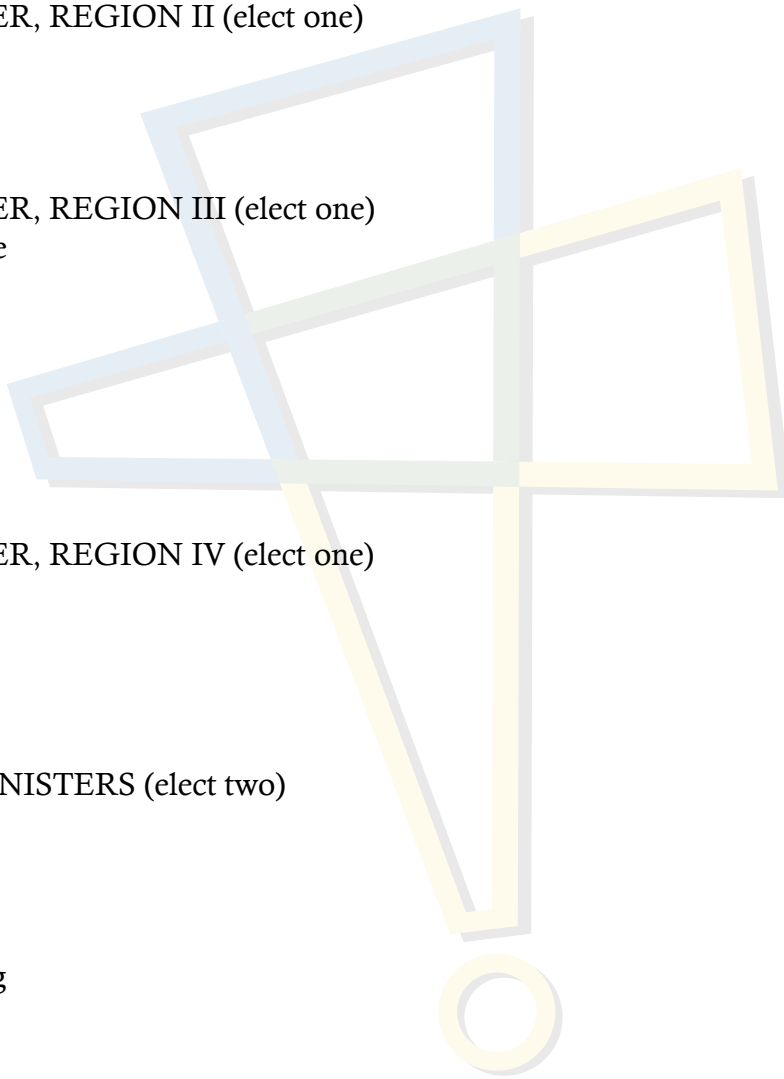 ER, REGION II (elect one)
ER, REGION III (elect one)
e
ER, REGION IV (elect one)
NISTERS (elect two)
g